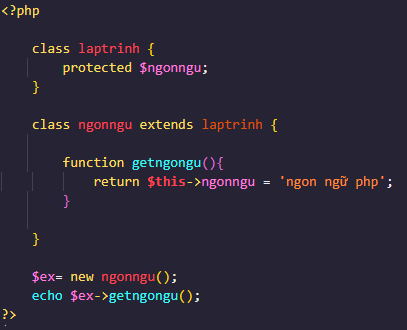 <?php
class laptrinh {
protected $ngonngu;
}
class ngonngu extends laptrinh {
function getngongu(){
return $this->ngonngu = 'ngon ngữ php';
}
}
$ex= new ngonngu();
echo $ex->getngongu();
?>